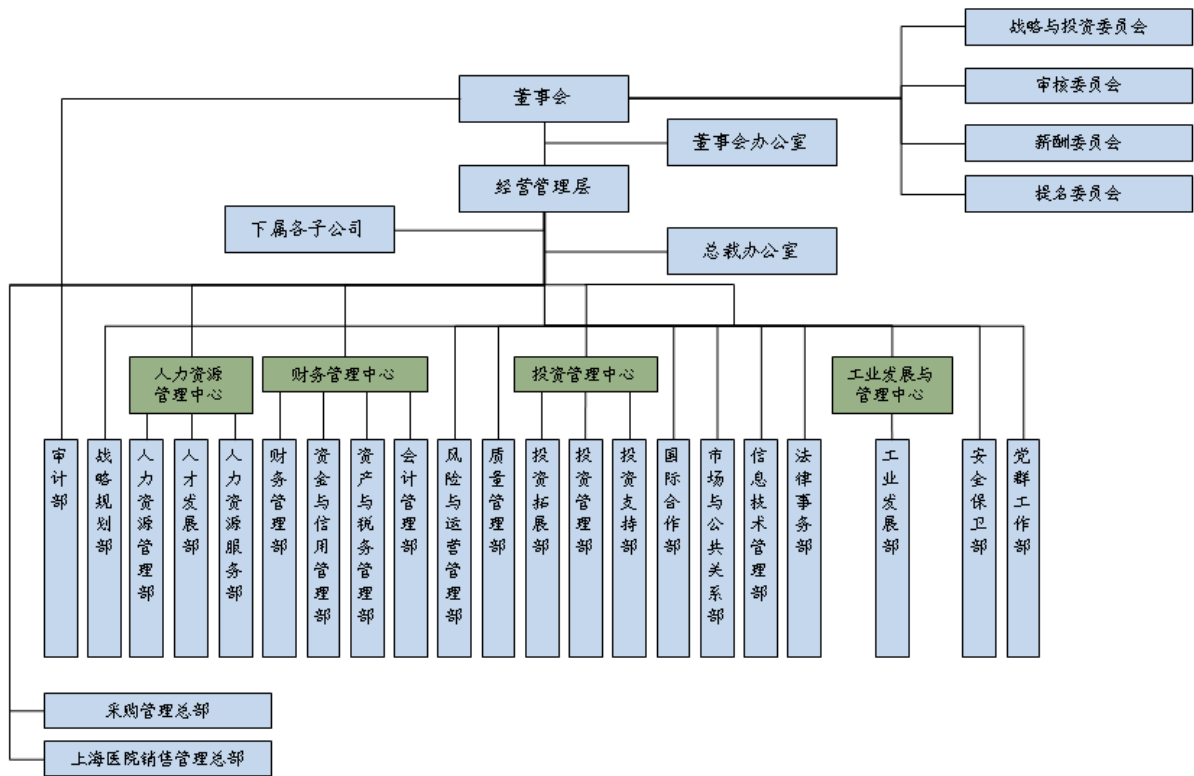 战略与投资委员会
董事会
审核委员会
董事会办公室
薪酬委员会
经营管理层
提名委员会
下属各子公司
总裁办公室
人力资源
管理中心
财务管理中心
投资管理中心
工业发展与
管理中心
审计部
战略规划部
人力资源管理部
人才发展部
人力资源服务部
财务管理部
资金与信用管理部
资产与税务管理部
会计管理部
风险与运营管理部
质量管理部
投资拓展部
投资管理部
投资支持部
国际合作部
市场与公共关系部
信息技术管理部
法律事务部
工业发展部
安全保卫部
党群工作部
采购管理总部
上海医院销售管理总部